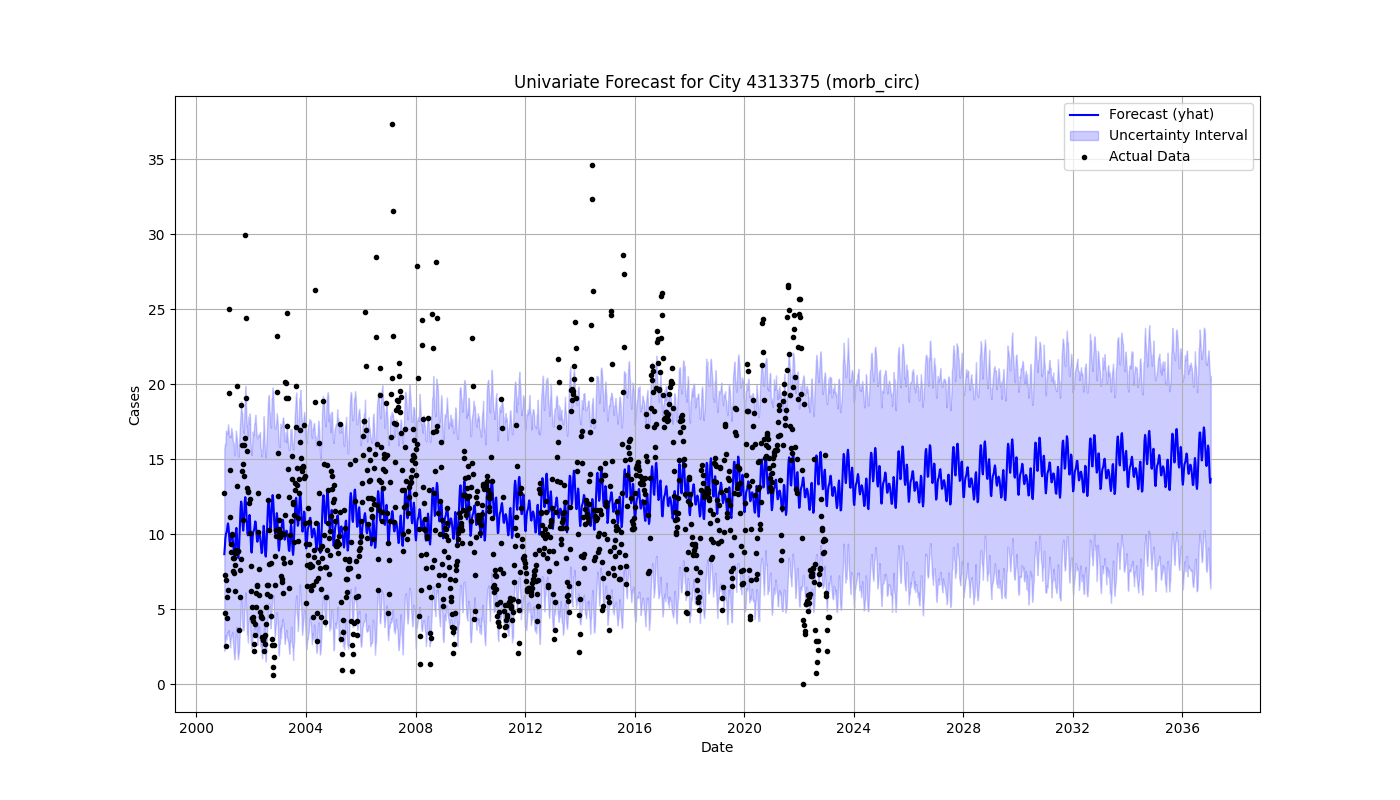 Univariate Forecast for City 4313375 (morb_circ)
Forecast (yhat)
Uncertainty Interval
Actual Data
Cases
35
30
25
20
15
10
5
0
2000 2004 2008 2012 2016 2020 2024 2028 2032 2036
Date